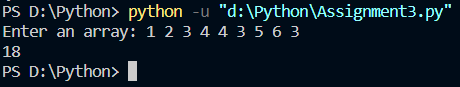 PS D:\Python> python -u "d:\Python\Assignment3.py"
Enter an array: 1 2 3 4 4 3 5 6 3
18
PS D:\Python>